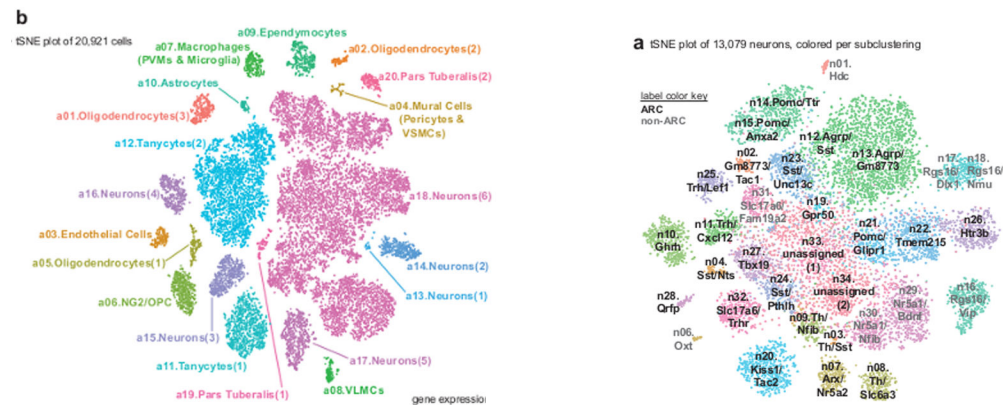 b
tSNE plot of 20,921 cells
a09.Ependymocytes
a07.Macrophages
(PVMs & Microglia)
a02.Oligodendrocytes(2)
a20.Pars Tuberalis(2)
a10.Astrocytes
a04.Mural Cells
(Pericytes &
VSMCs)
a01.Oligodendrocytes(3)
a12.Tanycytes(2)
a16.Neurons(4)
a18.Neurons(6)
a03.Endothelial Cells
a05.Oligodendrocytes(1)
a14.Neurons(2)
a06.NG2/OPC
a13.Neurons(1)
a15.Neurons(3)
a17.Neurons(5)
a11.Tanycytes(1)
a08.VLMCs
a19.Pars Tuberalis(1)
gene expression
a
tSNE plot of 13,079 neurons, colored per subclustering
n01.
Hdc
label color key
ARC
non-ARC
n14.Pomc/Ttr
n15.Pomc/
Anxa2
n12.Agrp/
Sst
n13.Agrp/
Gm8773
n02.
Gm8773/
Tac1
n23.
Sst/
Unc13c
n17.
Rgs16/
Dlx1
n18.
Rgs16/
Nmu
n25.
Trh/Lef1
n31.
Slc17a6/
Fam19a2
n19.
Gpr50
n10.
Ghrh
n11.Trh/
Cxcl12
n33.
unassigned
(1)
n21.
Pomc/
Glipr1
n22.
Tmem215
n26.
Htr3b
n04.
Sst/Nts
n27.
Tbx19
n24.
Sst/
Pthlh
n34.
unassigned
(2)
n29.
Nr5a1/
Bdnf
n16.
Rgs16/
Vip
n28.
Qrfp
n32.
Slc17a6/
Trhr
n09.Th/
Nfib
n30.
Nr5a1/
Nfib
n06.
Oxt
n03.
Th/Sst
n20.
Kiss1/
Tac2
n07.
Arx/
Nr5a2
n08.
Th/
Slc6a3